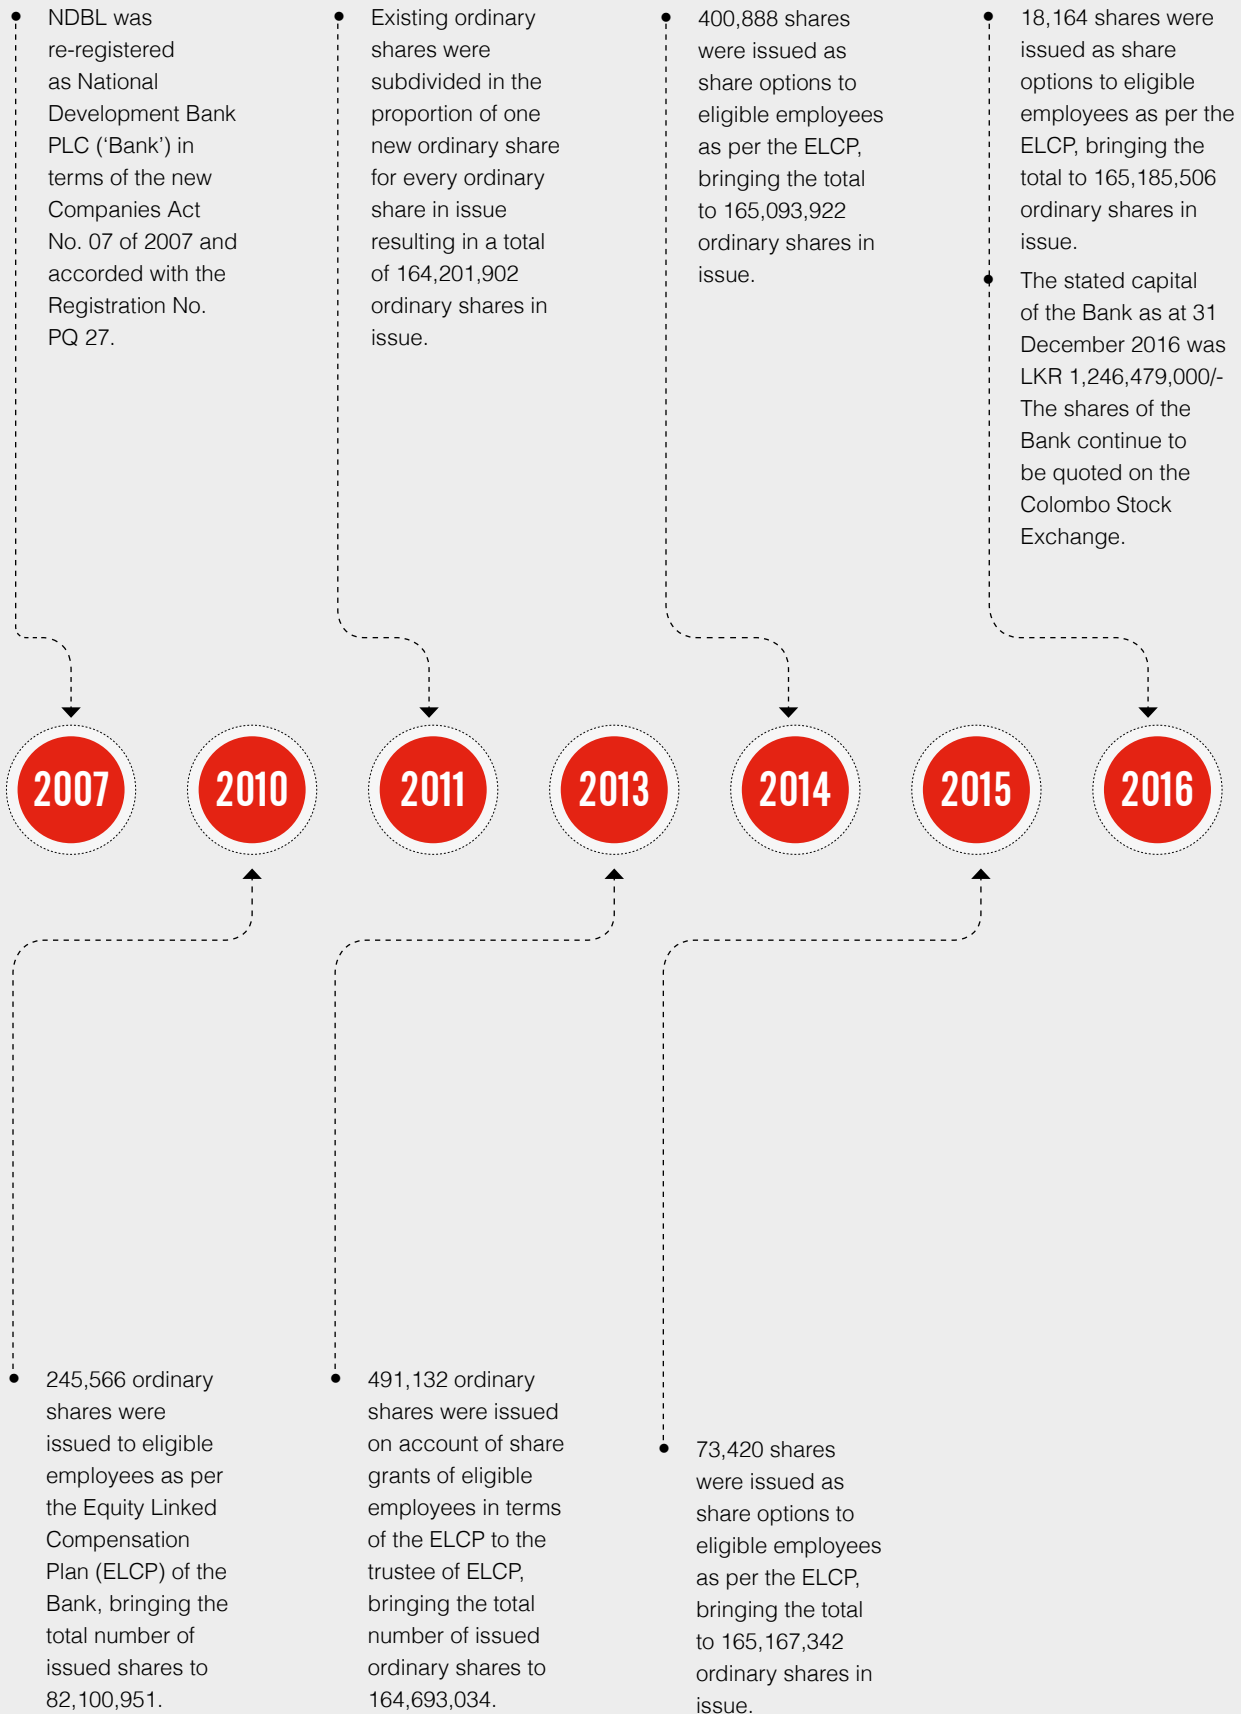 NDBL was
re-registered
as National
Development Bank
PLC (‘Bank’) in
terms of the new
Companies Act
No. 07 of 2007 and
accorded with the
Registration No.
PQ 27.
Existing ordinary
shares were
subdivided in the
proportion of one
new ordinary share
for every ordinary
share in issue
resulting in a total
of 164,201,902
ordinary shares in
issue.
400,888 shares
were issued as
share options to
eligible employees
as per the ELCP,
bringing the total
to 165,093,922
ordinary shares in
issue.
18,164 shares were
issued as share
options to eligible
employees as per the
ELCP, bringing the
total to 165,185,506
ordinary shares in
issue.
The stated capital
of the Bank as at 31
December 2016 was
LKR 1,246,479,000/-
The shares of the
Bank continue to
be quoted on the
Colombo Stock
Exchange.
2007
2010
2011
2013
2014
2015
2016
245,566 ordinary
shares were
issued to eligible
employees as per
the Equity Linked
Compensation
Plan (ELCP) of the
Bank, bringing the
total number of
issued shares to
82,100,951.
491,132 ordinary
shares were issued
on account of share
grants of eligible
employees in terms
of the ELCP to the
trustee of ELCP,
bringing the total
number of issued
ordinary shares to
164,693,034.
73,420 shares
were issued as
share options to
eligible employees
as per the ELCP,
bringing the total
to 165,167,342
ordinary shares in
issue.